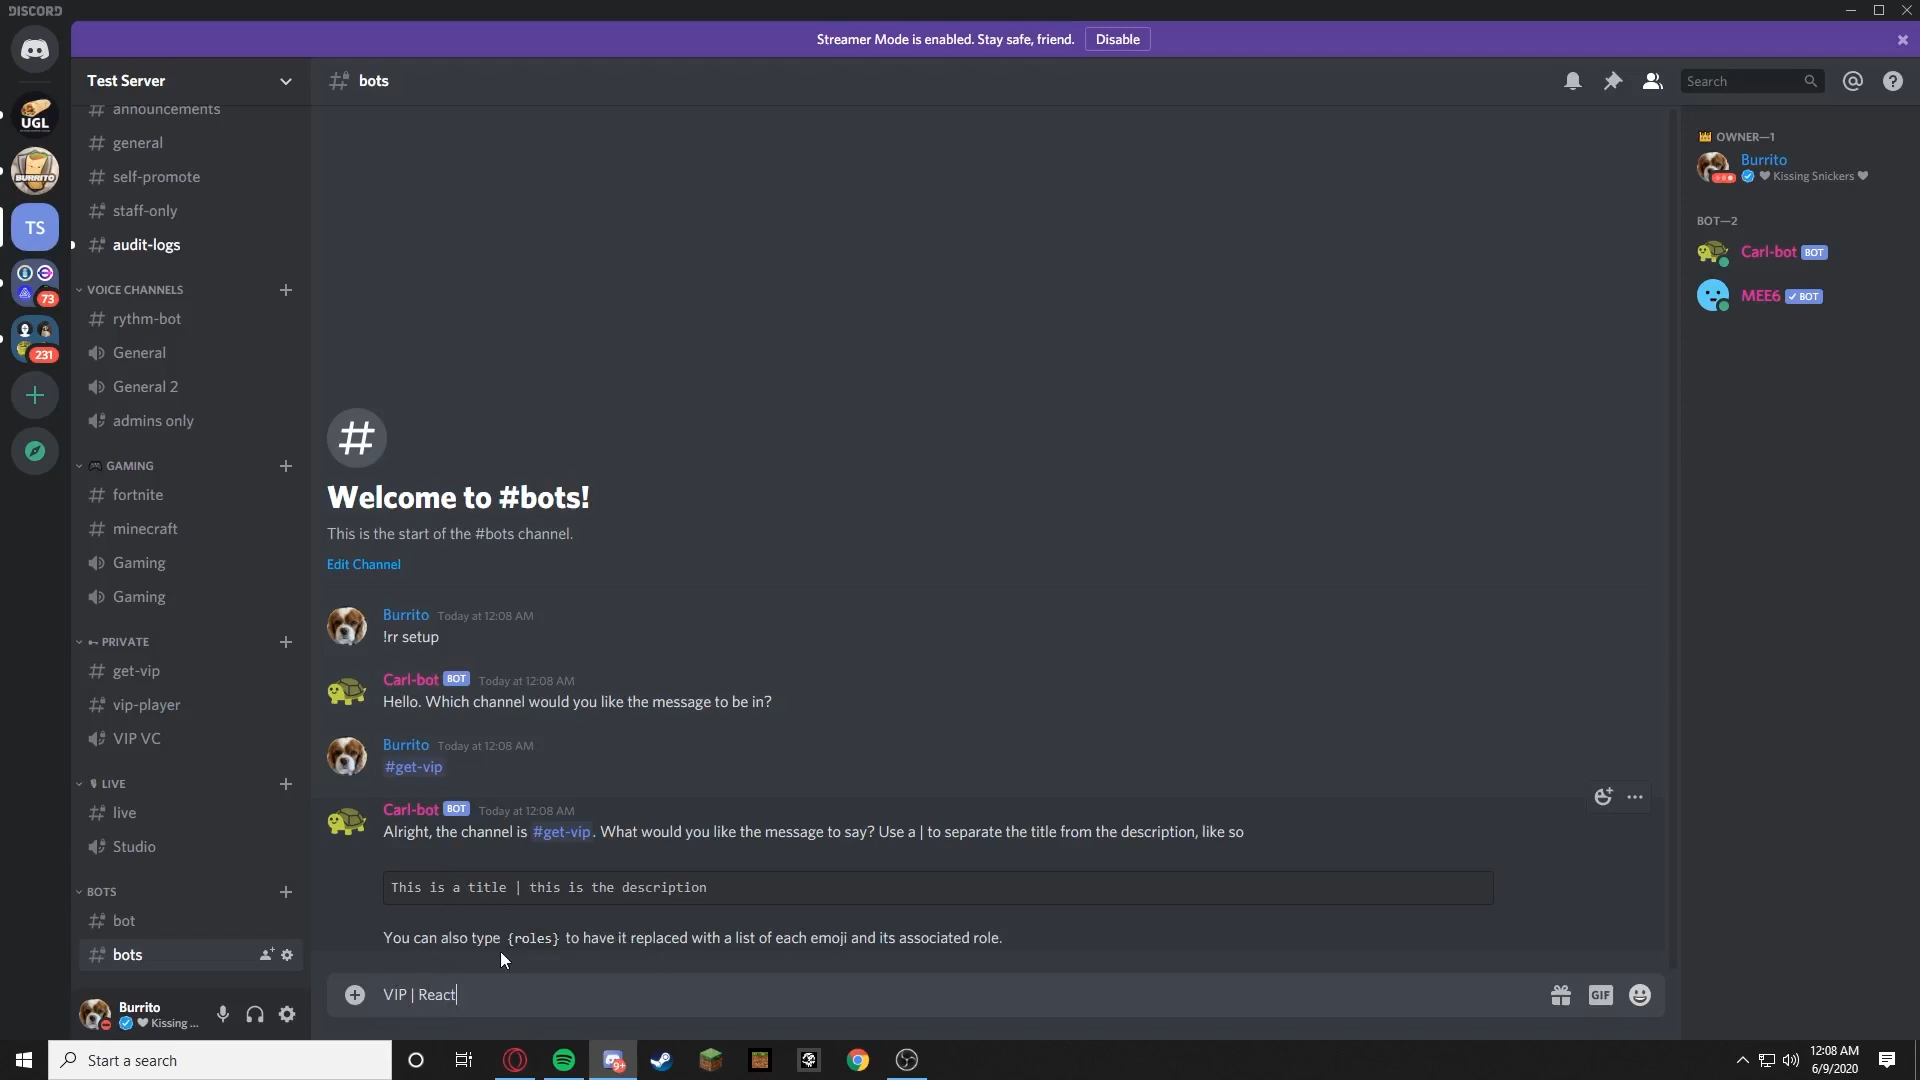 DISCORD
Streamer Mode is enabled. Stay safe, friend. Disable
Test Server
bots
Search
announcements
general
self-promote
staff-only
audit-logs
VOICE CHANNELS
rythm-bot
General
General 2
admins only
GAMING
fortnite
minecraft
Gaming
Gaming
PRIVATE
get-vip
vip-player
VIP VC
LIVE
live
Studio
BOTS
bot
bots
UGL
BURRITO
TS
73
231
Burrito
Kissing ...
Welcome to #bots!
This is the start of the #bots channel.
Edit Channel
Burrito Today at 12:08 AM
!rr setup
Carl-bot BOT Today at 12:08 AM
Hello. Which channel would you like the message to be in?
Burrito Today at 12:08 AM
#get-vip
Carl-bot BOT Today at 12:08 AM
Alright, the channel is #get-vip. What would you like the message to say? Use a | to separate the title from the description, like so
This is a title | this is the description
You can also type {roles} to have it replaced with a list of each emoji and its associated role.
VIP | React
GIF
OWNER—1
Burrito
Kissing Snickers
BOT—2
Carl-bot BOT
MEE6 BOT
Start a search
9+
12:08 AM
6/9/2020